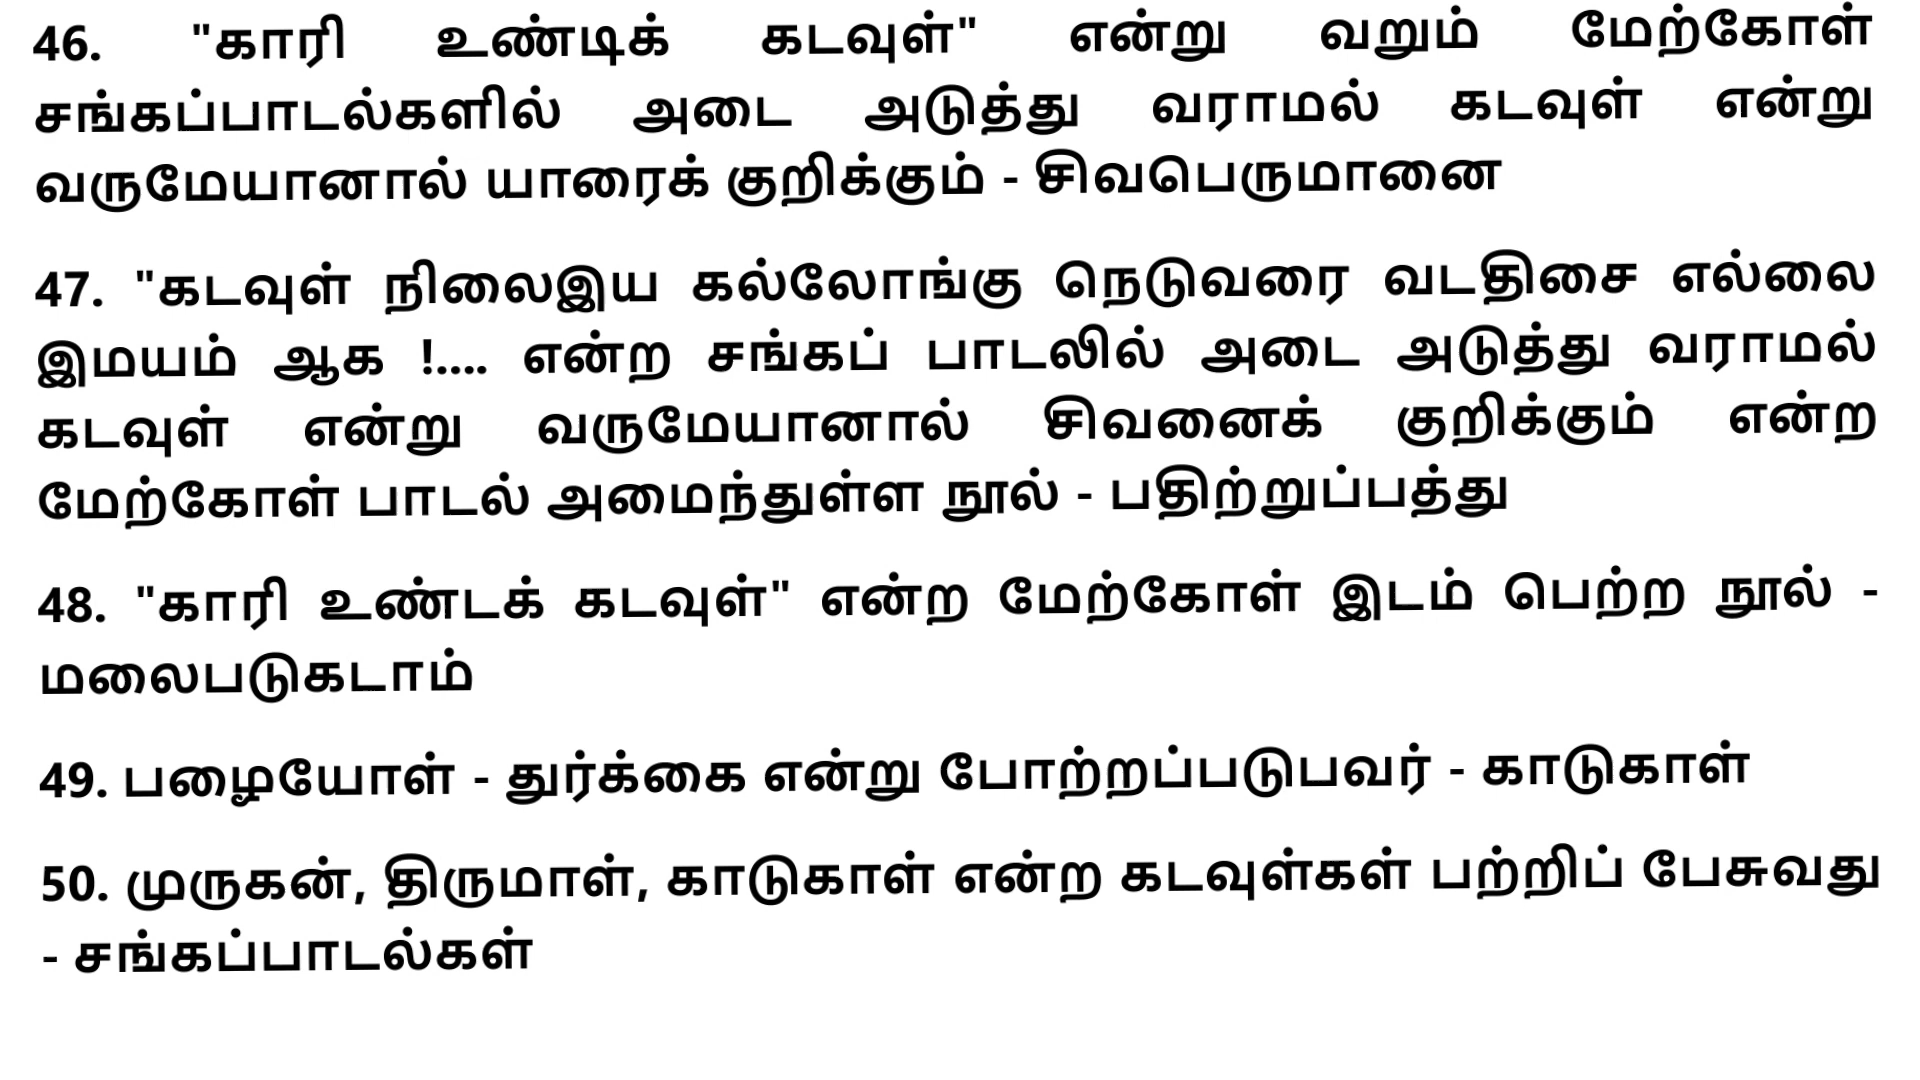 46. "காரி உண்டிக் கடவுள்" என்று வறும் மேற்கோள்
சங்கப்பாடல்களில் அடை அடுத்து வராமல் கடவுள் என்று
வருமேயானால் யாரைக் குறிக்கும் - சிவபெருமானை
47. "கடவுள் நிலைஇய கல்லோங்கு நெடுவரை வடதிசை எல்லை
இமயம் ஆக !.... என்ற சங்கப் பாடலில் அடை அடுத்து வராமல்
கடவுள் என்று வருமேயானால் சிவனைக் குறிக்கும் என்ற
மேற்கோள் பாடல் அமைந்துள்ள நூல் - பதிற்றுப்பத்து
48. "காரி உண்டக் கடவுள்" என்ற மேற்கோள் இடம் பெற்ற நூல் -
மலைபடுகடாம்
49. பழையோள் - துர்க்கை என்று போற்றப்படுபவர் - காடுகாள்
50. முருகன், திருமாள், காடுகாள் என்ற கடவுள்கள் பற்றிப் பேசுவது
- சங்கப்பாடல்கள்